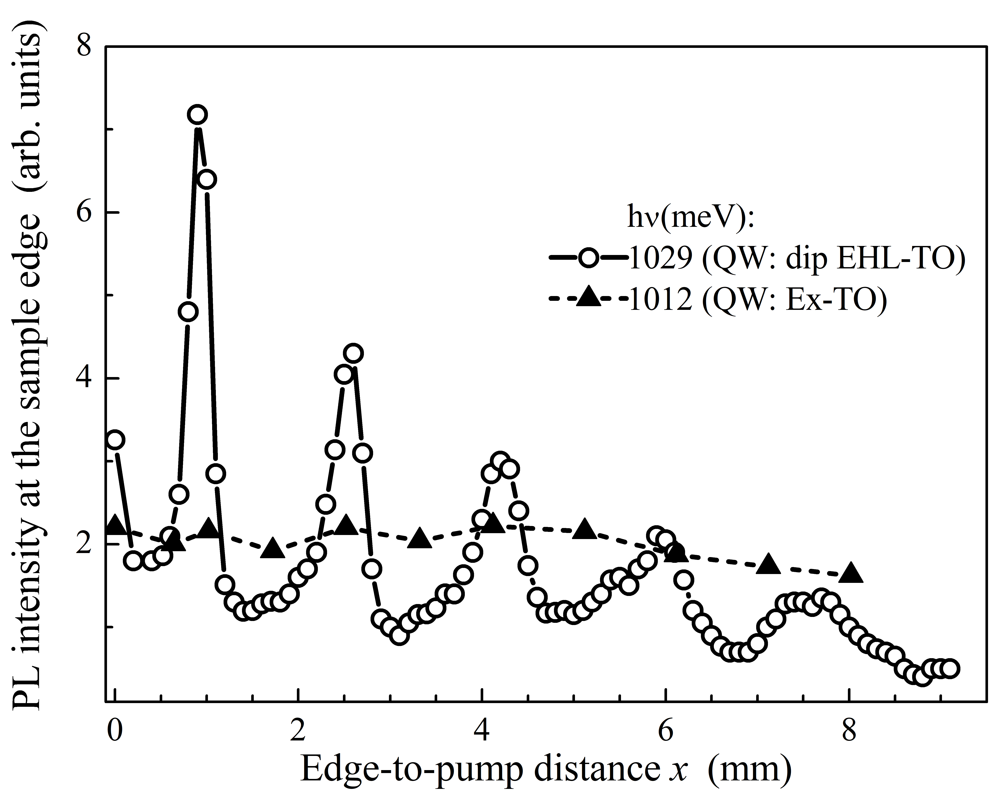 PL intensity at the sample edge (arb. units)
8
6
4
2
hν(meV):
1029 (QW: dip EHL-TO)
1012 (QW: Ex-TO)
0 2 4 6 8
Edge-to-pump distance x (mm)